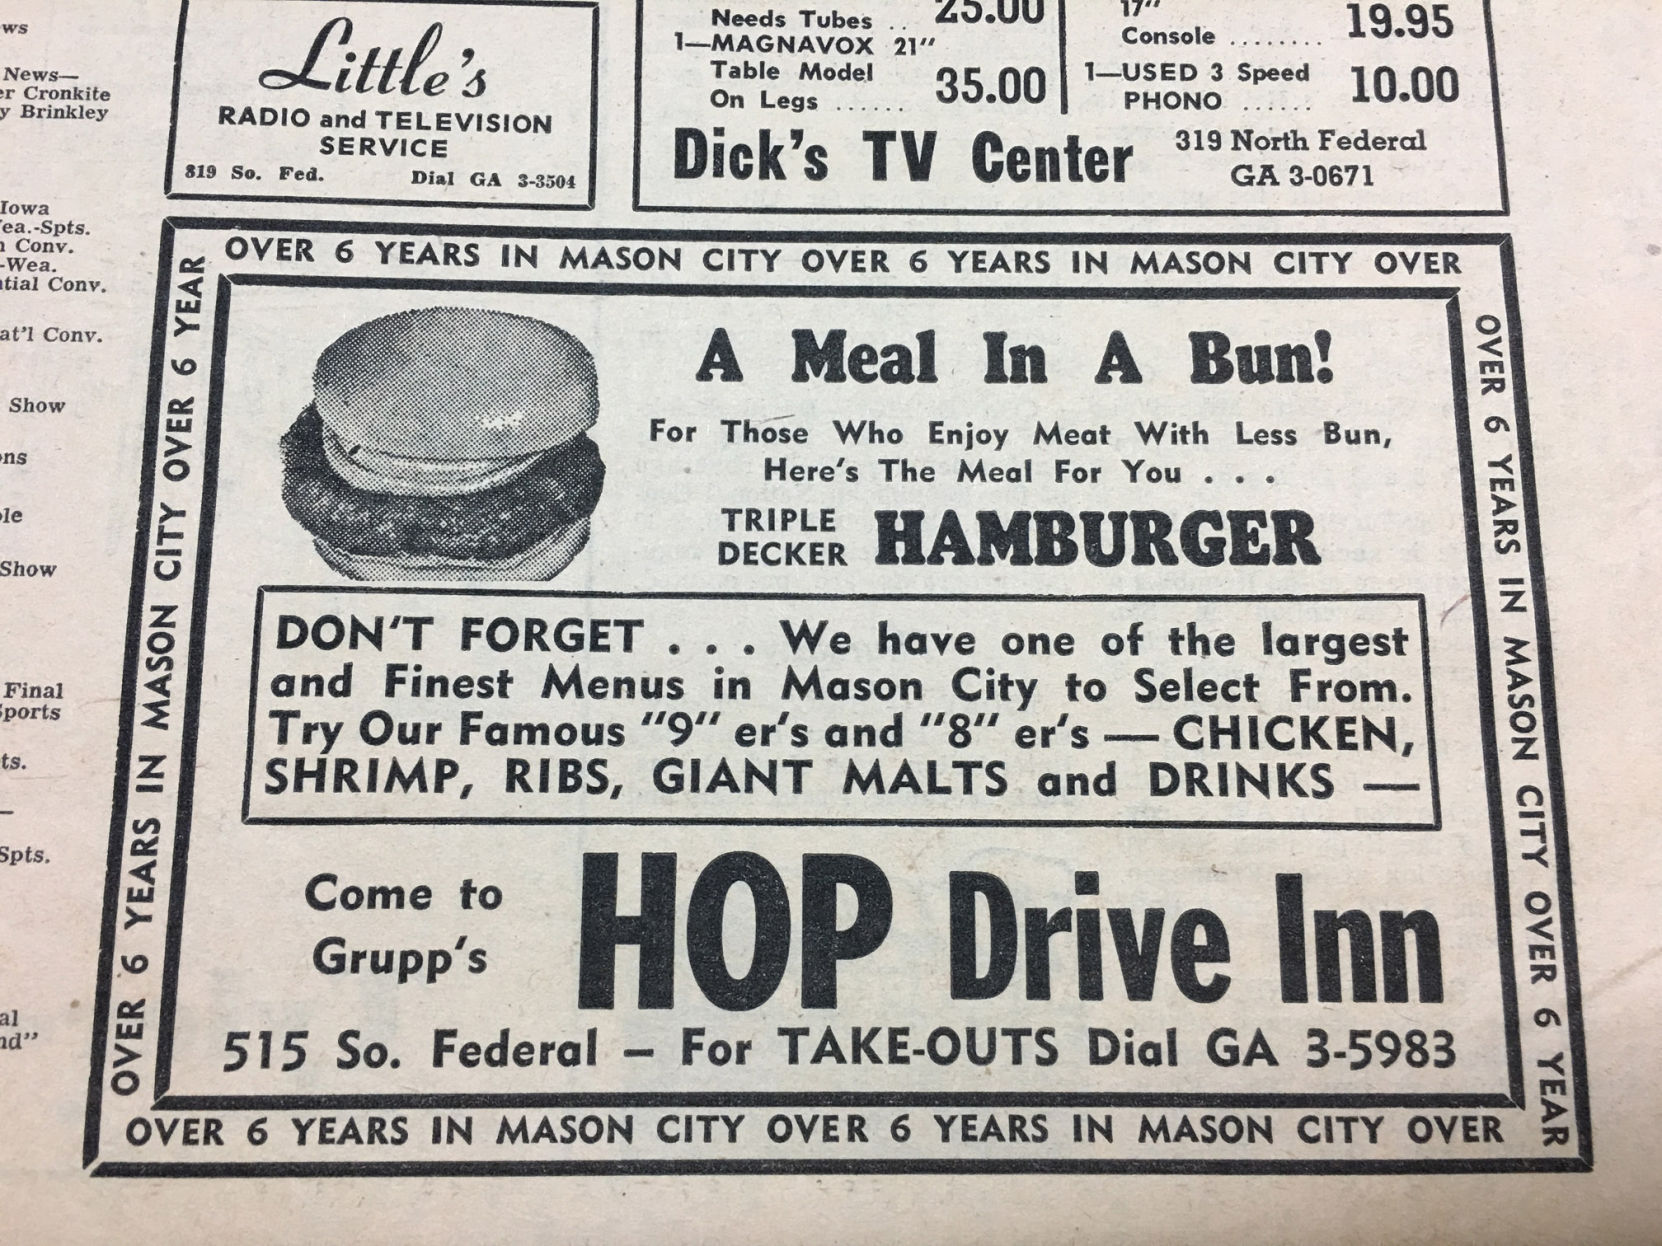 ws
News—
er Cronkite
y Brinkley
Iowa
ea.-Spts.
Conv.
-Wea.
tial Conv.
at'l Conv.
Show
ons
ple
Show
Final
Sports
ts.
—
Spts.
al
nd"
Little's
RADIO and TELEVISION
SERVICE
819 So. Fed. Dial GA 3-3504
Needs Tubes .. 25.00
1—MAGNAVOX 21"
Table Model
On Legs ...... 35.00
17"
Console ........ 19.95
1—USED 3 Speed
PHONO ...... 10.00
Dick's TV Center
319 North Federal
GA 3-0671
OVER 6 YEARS IN MASON CITY OVER 6 YEARS IN MASON CITY OVER
OVER 6 YEARS IN MASON CITY OVER 6 YEAR
OVER 6 YEARS IN MASON CITY OVER 6 YEAR
A Meal In A Bun!
For Those Who Enjoy Meat With Less Bun,
Here's The Meal For You . . .
TRIPLE
DECKER HAMBURGER
DON'T FORGET . . . We have one of the largest
and Finest Menus in Mason City to Select From.
Try Our Famous "9" er's and "8" er's — CHICKEN,
SHRIMP, RIBS, GIANT MALTS and DRINKS —
Come to
Grupp's
HOP Drive Inn
515 So. Federal – For TAKE-OUTS Dial GA 3-5983
OVER 6 YEARS IN MASON CITY OVER 6 YEARS IN MASON CITY OVER